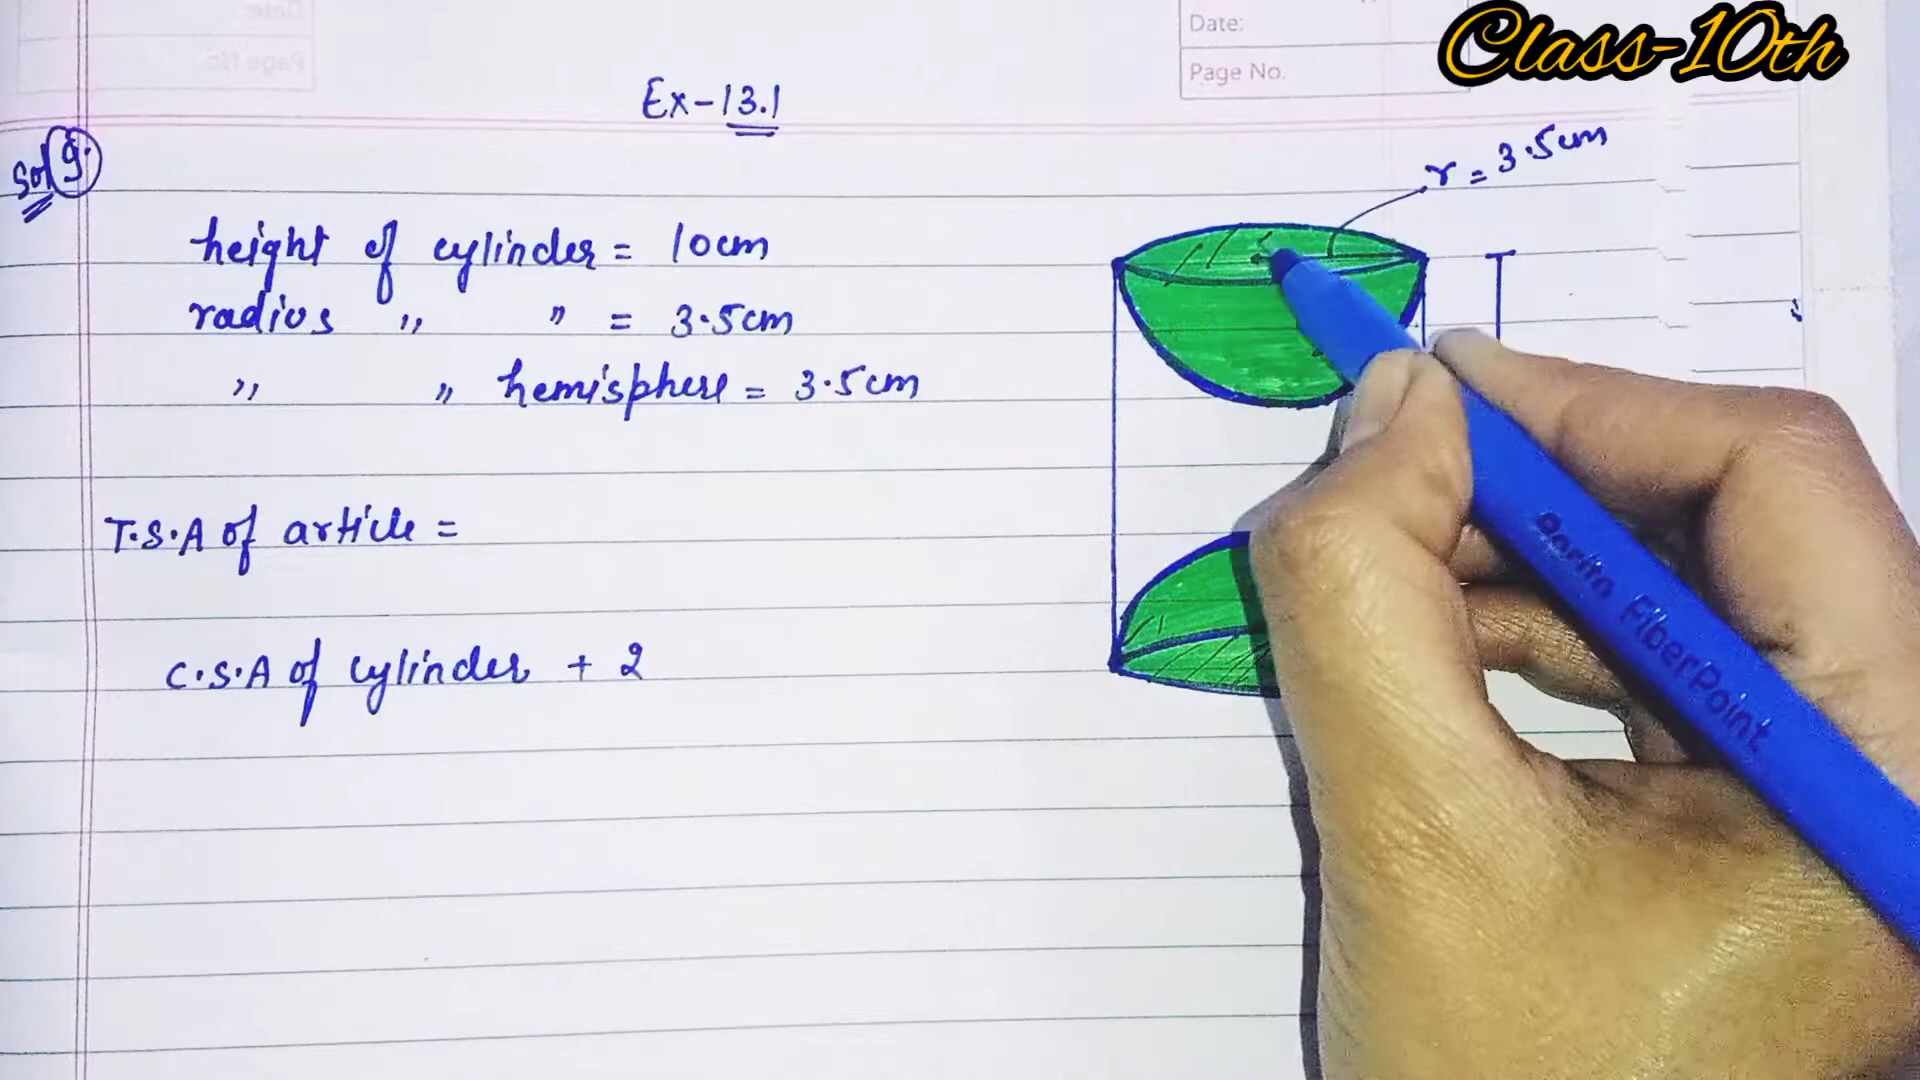 Date:
Page No.
Class-10th
Ex-13.1
Sol 9.
r = 3.5cm
height of cylinder = 10cm
radius " " = 3.5cm
" " hemisphere = 3.5cm
T.S.A of article =
C.S.A of cylinder + 2
FiberPoint